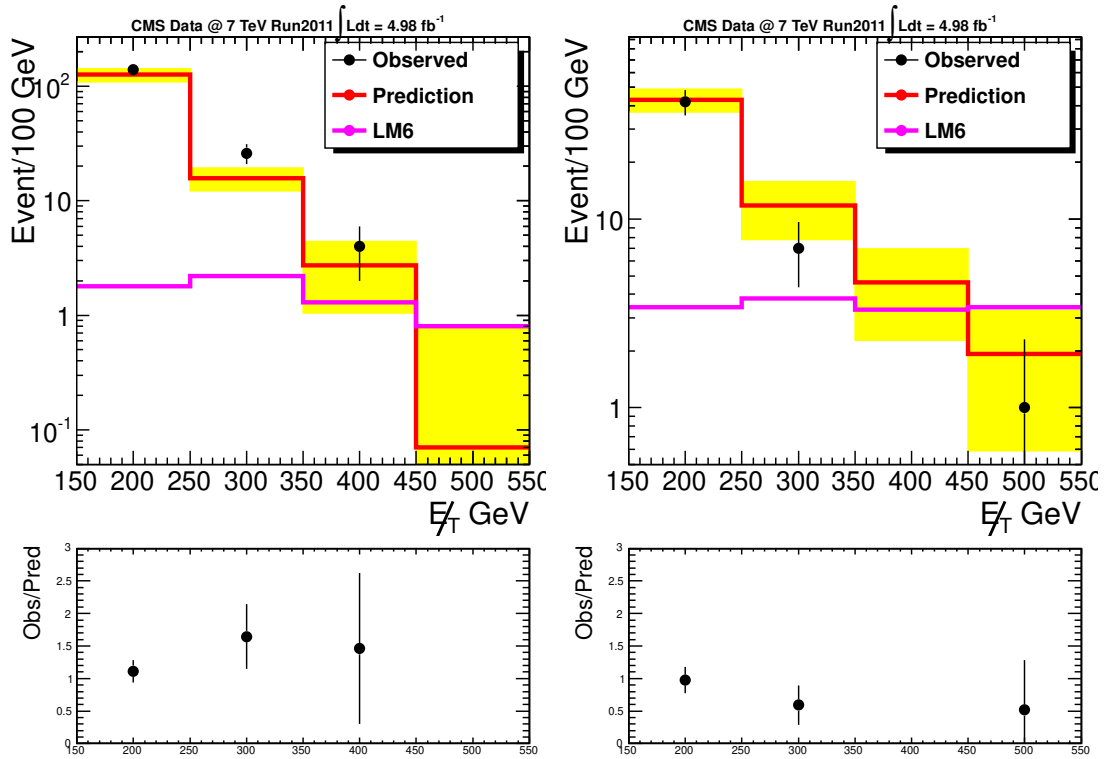 CMS Data @ 7 TeV Run2011 ∫ Ldt = 4.98 fb⁻¹
Event/100 GeV
Observed
Prediction
LM6
10²
10
1
10⁻¹
150 200 250 300 350 400 450 500 550
E̸T GeV
Obs/Pred
3
2.5
2
1.5
1
0.5
0
150 200 250 300 350 400 450 500 550
CMS Data @ 7 TeV Run2011 ∫ Ldt = 4.98 fb⁻¹
Event/100 GeV
Observed
Prediction
LM6
10
1
150 200 250 300 350 400 450 500 550
E̸T GeV
Obs/Pred
3
2.5
2
1.5
1
0.5
0
150 200 250 300 350 400 450 500 550